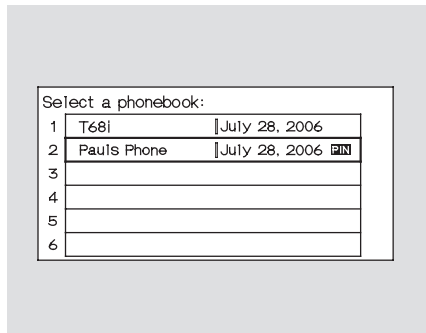 Select a phonebook:
1 T68i July 28, 2006
2 Pauls Phone July 28, 2006 PIN
3
4
5
6